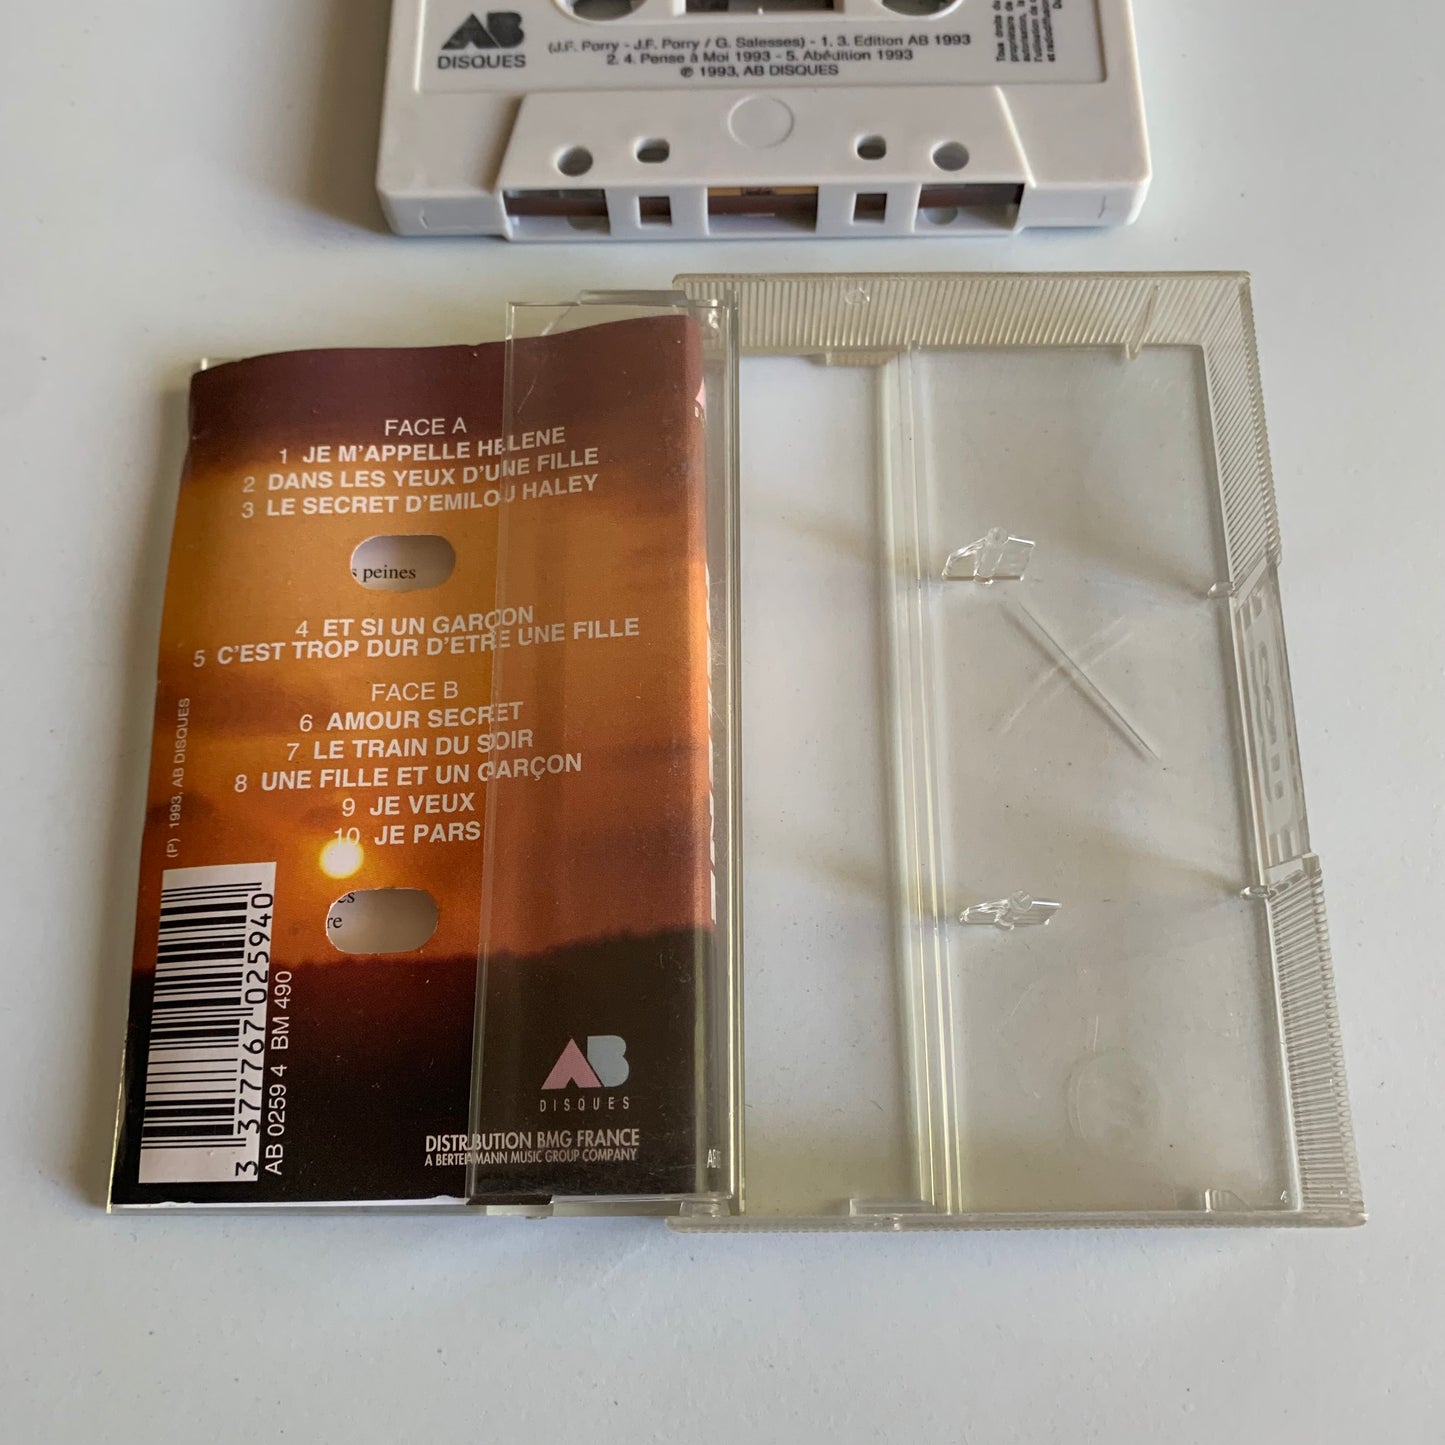 AB
DISQUES
(J.F. Porry - J.F. Porry / G. Salesses) - 1. 3. Edition AB 1993
2. 4. Pense à Moi 1993 - 5. Abédition 1993
℗ 1993, AB DISQUES
FACE A
1 JE M'APPELLE HELENE
2 DANS LES YEUX D'UNE FILLE
3 LE SECRET D'EMILOU HALEY
s peines
4 ET SI UN GARÇON
5 C'EST TROP DUR D'ETRE UNE FILLE
FACE B
6 AMOUR SECRET
7 LE TRAIN DU SOIR
8 UNE FILLE ET UN GARÇON
9 JE VEUX
10 JE PARS
es
re
(P) 1993, AB DISQUES
3 377767 025940
AB 0259 4 BM 490
AB
DISQUES
DISTRIBUTION BMG FRANCE
A BERTELMANN MUSIC GROUP COMPANY